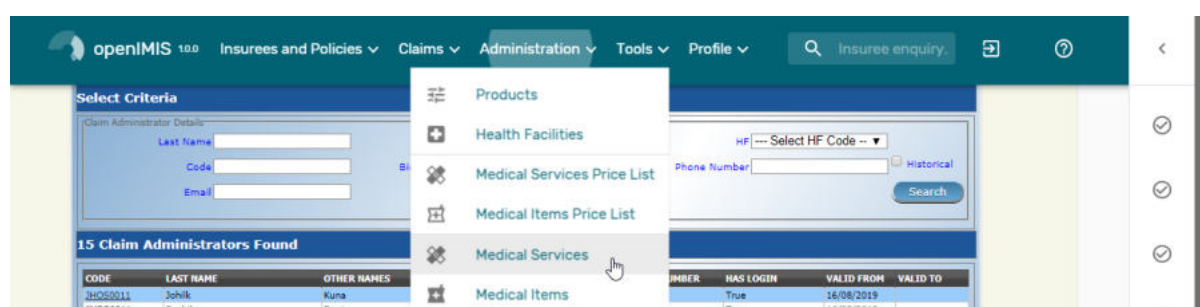 openIMIS 1.0.0 Insurees and Policies Claims Administration Tools Profile Insuree enquiry.
Select Criteria
Products
Claim Administrator Details
Last Name
Health Facilities
HF --- Select HF Code --
Code
Medical Services Price List
Phone Number
Historical
Email
Medical Items Price List
Search
15 Claim Administrators Found
Medical Services
CODE LAST NAME OTHER NAMES HAS LOGIN VALID FROM VALID TO
JHOS0011 Johlik Kuna True 16/08/2019
Medical Items